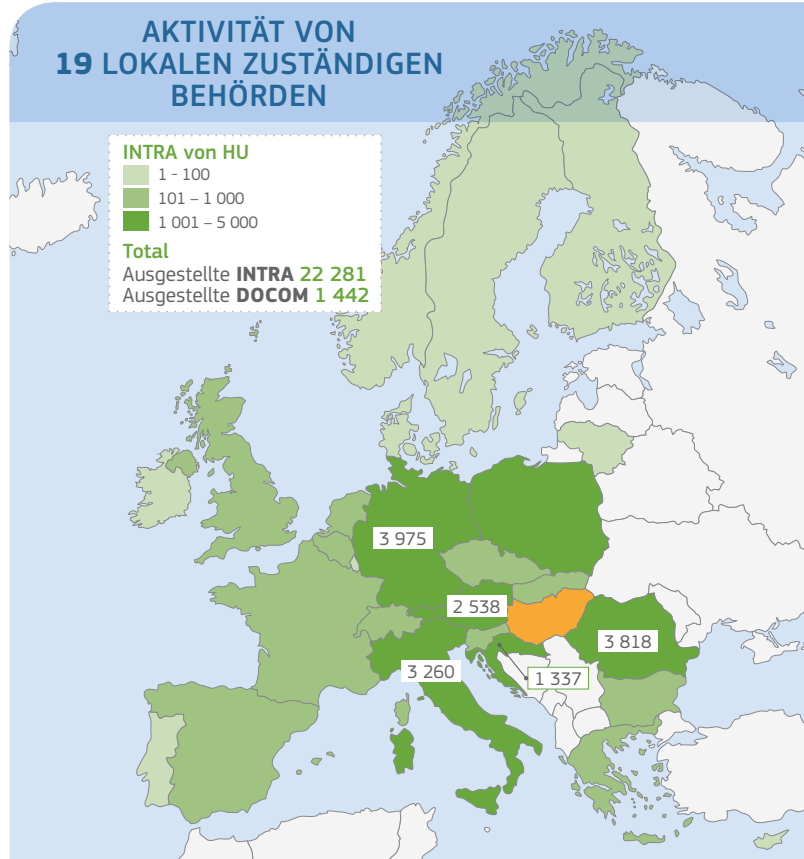 AKTIVITÄT VON
19 LOKALEN ZUSTÄNDIGEN
BEHÖRDEN
INTRA von HU
1 - 100
101 – 1 000
1 001 – 5 000
Total
Ausgestellte INTRA 22 281
Ausgestellte DOCOM 1 442
3 975
2 538
3 818
3 260
1 337